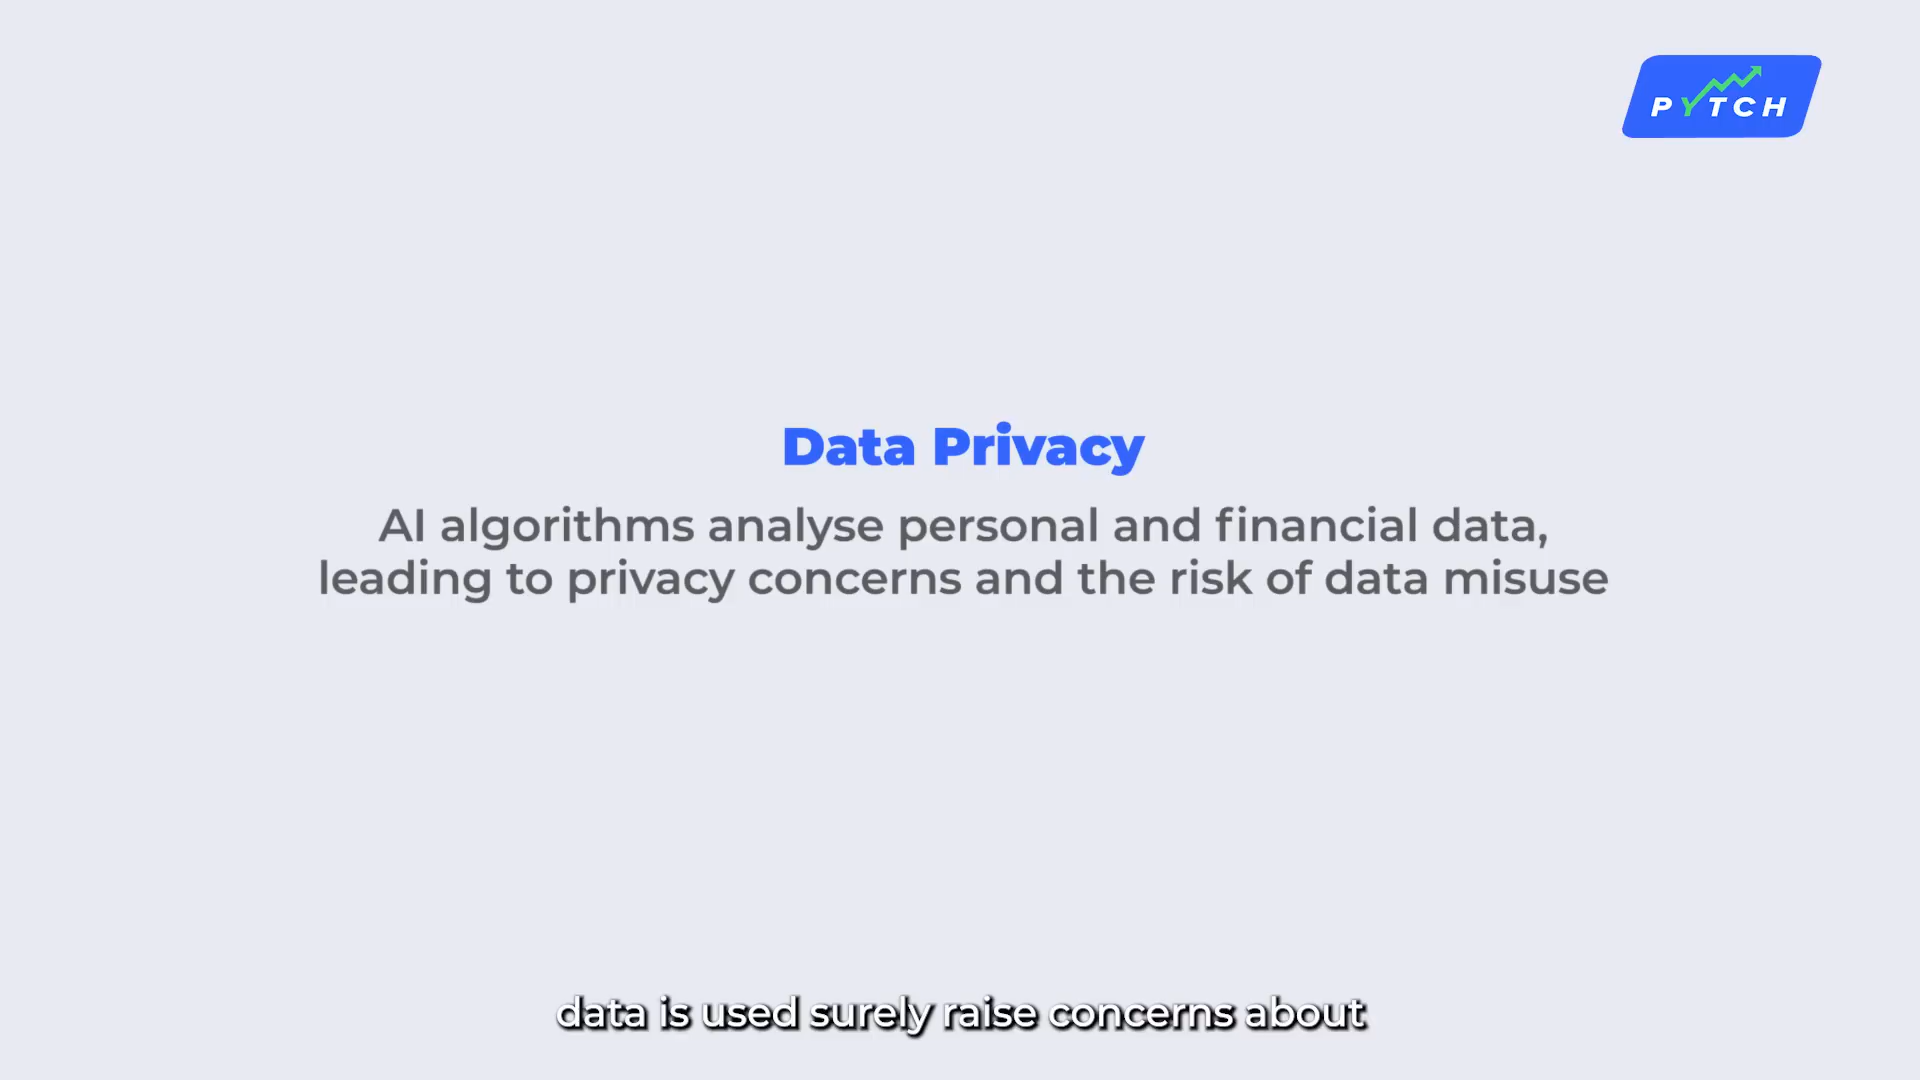 PYTCH
Data Privacy
AI algorithms analyse personal and financial data,
leading to privacy concerns and the risk of data misuse
data is used surely raise concerns about